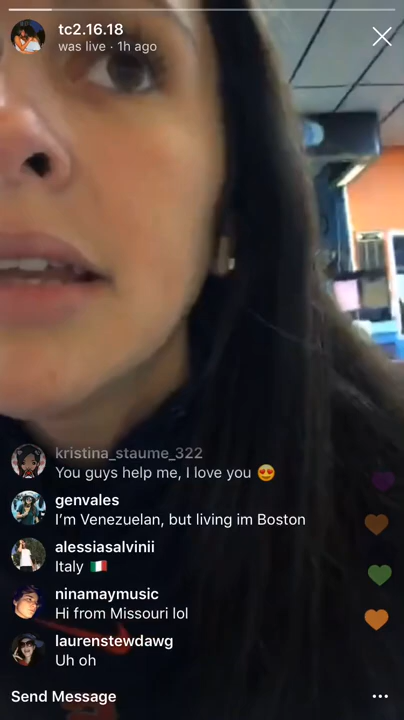 tc2.16.18
was live · 1h ago
kristina_staume_322
You guys help me, I love you 😍
genvales
I'm Venezuelan, but living im Boston
alessiasalvinii
Italy 🇮🇹
ninamaymusic
Hi from Missouri lol
laurenstewdawg
Uh oh
Send Message